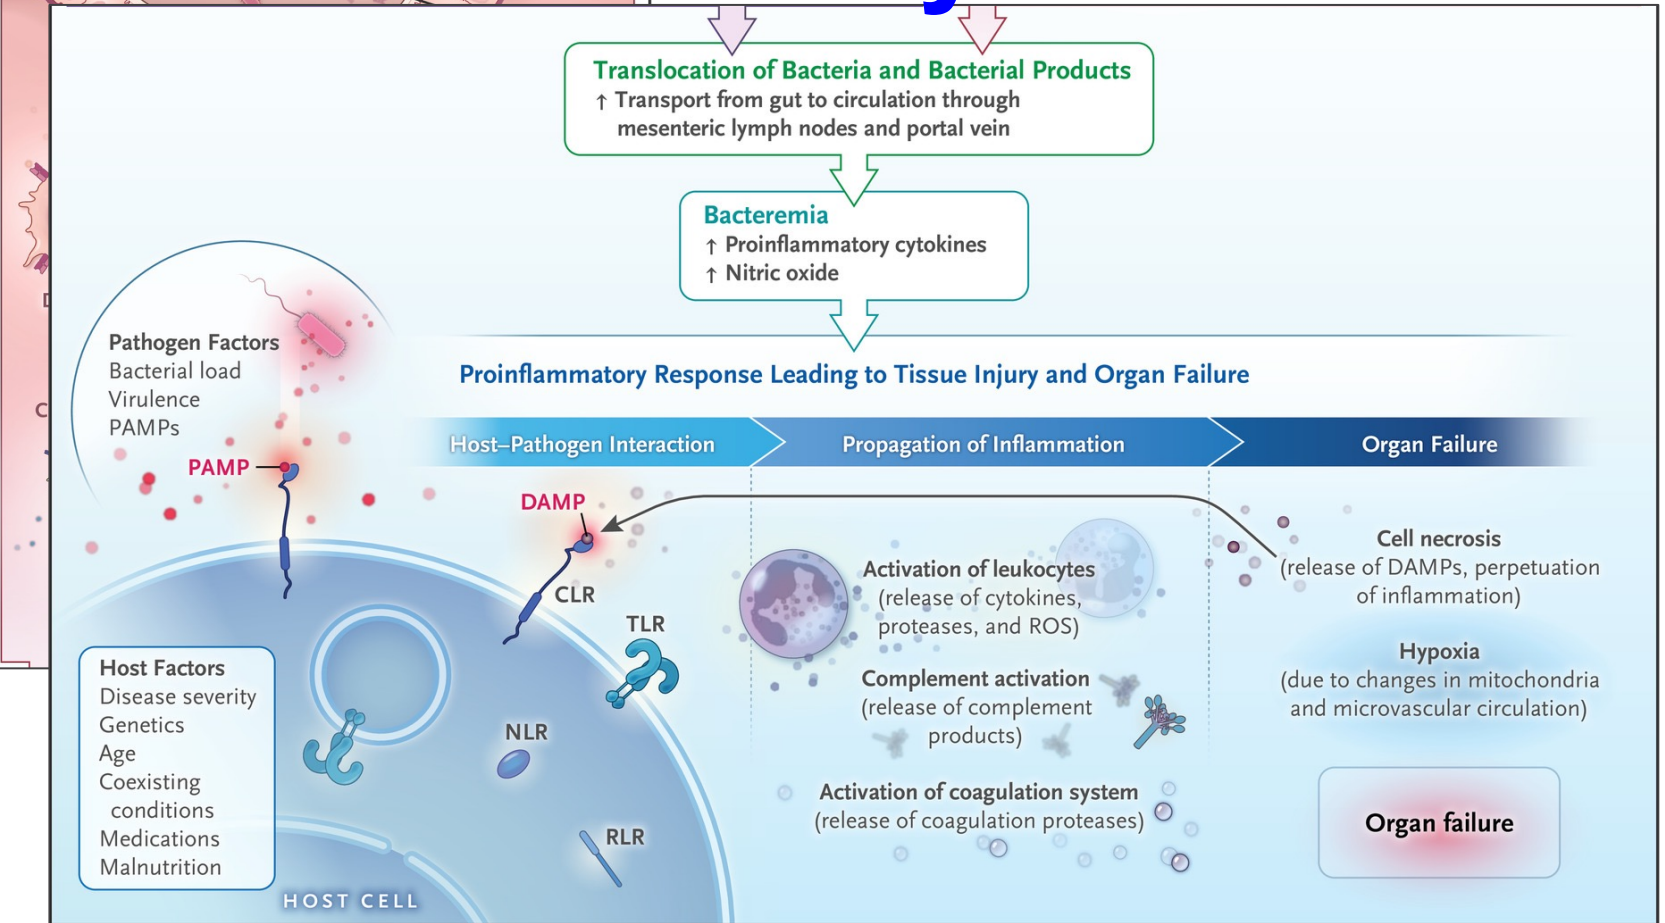 Translocation of Bacteria and Bacterial Products
↑ Transport from gut to circulation through
mesenteric lymph nodes and portal vein
Bacteremia
↑ Proinflammatory cytokines
↑ Nitric oxide
Pathogen Factors
Bacterial load
Virulence
PAMPs
Proinflammatory Response Leading to Tissue Injury and Organ Failure
Host–Pathogen Interaction
Propagation of Inflammation
Organ Failure
PAMP
DAMP
CLR
TLR
NLR
RLR
Host Factors
Disease severity
Genetics
Age
Coexisting
conditions
Medications
Malnutrition
HOST CELL
Activation of leukocytes
(release of cytokines,
proteases, and ROS)
Complement activation
(release of complement
products)
Activation of coagulation system
(release of coagulation proteases)
Cell necrosis
(release of DAMPs, perpetuation
of inflammation)
Hypoxia
(due to changes in mitochondria
and microvascular circulation)
Organ failure